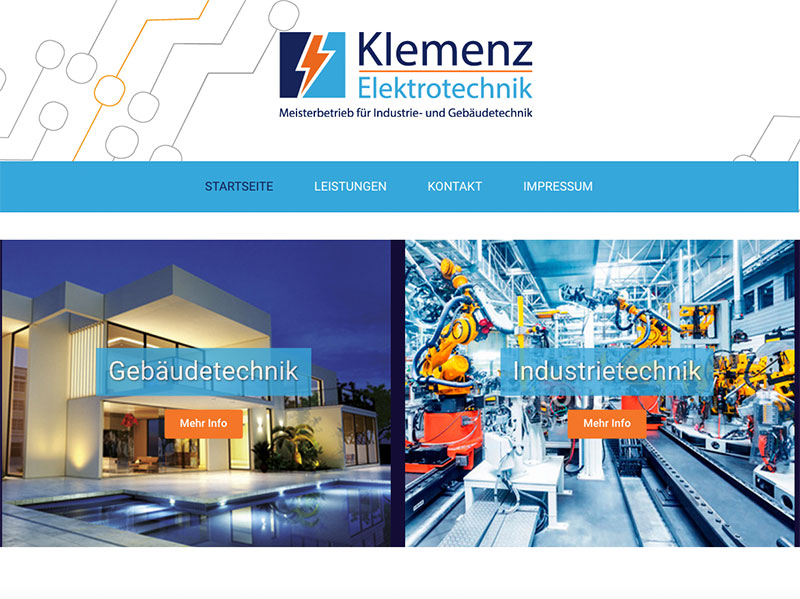 Klemenz
Elektrotechnik
Meisterbetrieb für Industrie- und Gebäudetechnik
STARTSEITE LEISTUNGEN KONTAKT IMPRESSUM
Gebäudetechnik
Mehr Info
Industrietechnik
Mehr Info